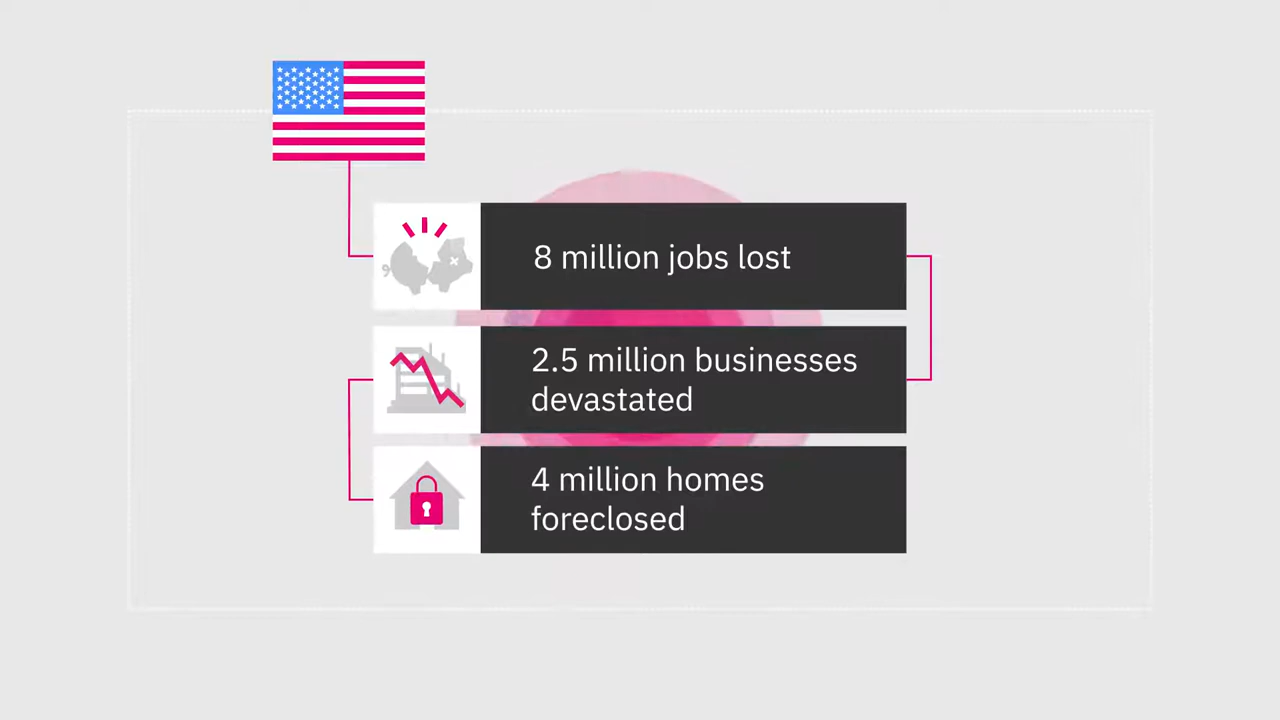 8 million jobs lost
2.5 million businesses
devastated
4 million homes
foreclosed